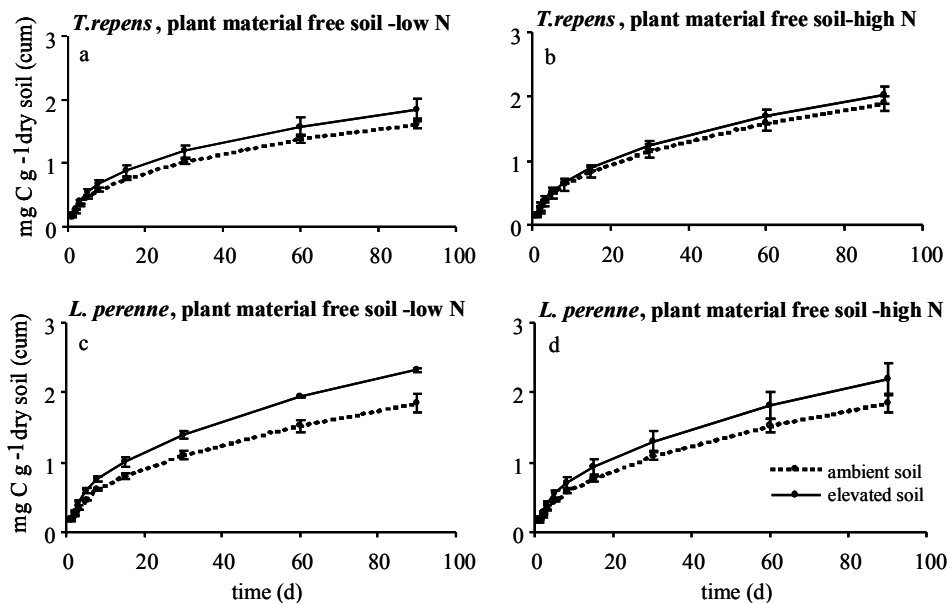 T.repens, plant material free soil -low N
T.repens, plant material free soil-high N
mg C g -1dry soil (cum)
3
2
1
0
a
0 20 40 60 80 100
3
2
1
0
b
0 20 40 60 80 100
L. perenne, plant material free soil -low N
L. perenne, plant material free soil -high N
mg C g -1dry soil (cum)
3
2
1
0
c
0 20 40 60 80 100
time (d)
3
2
1
0
d
ambient soil
elevated soil
0 20 40 60 80 100
time (d)